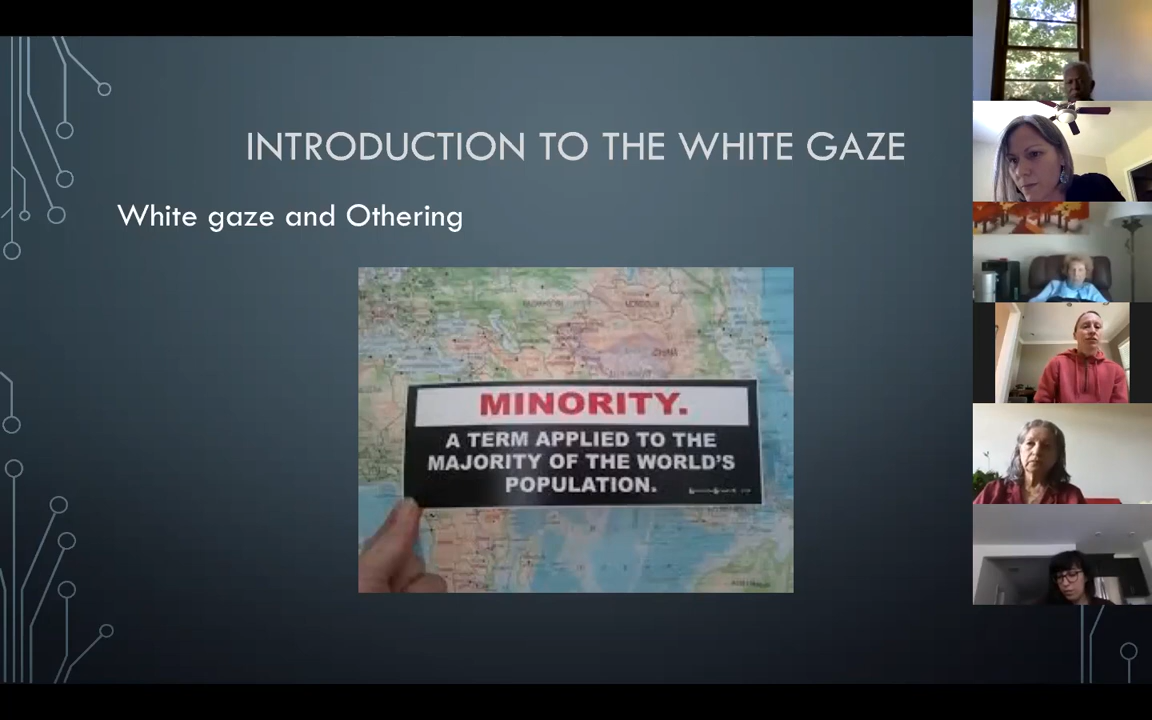 INTRODUCTION TO THE WHITE GAZE
White gaze and Othering
MINORITY.
A TERM APPLIED TO THE
MAJORITY OF THE WORLD'S
POPULATION.
CHINA